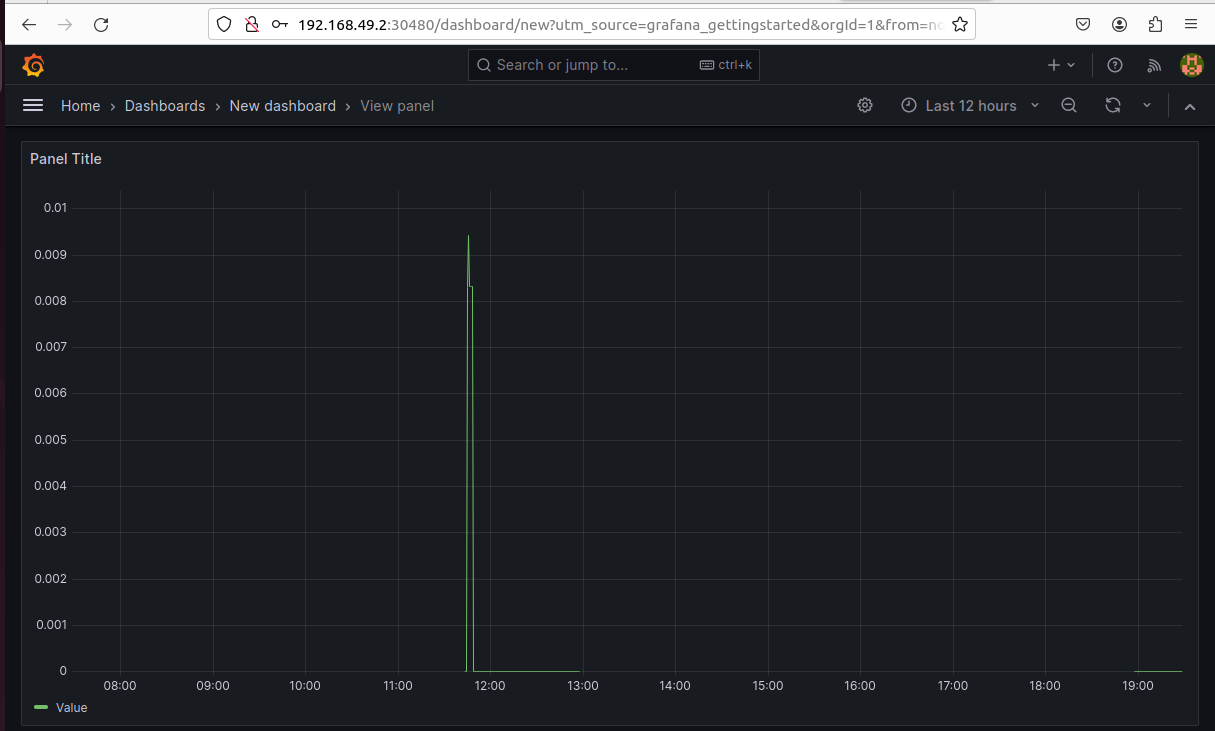 192.168.49.2:30480/dashboard/new?utm_source=grafana_gettingstarted&orgId=1&from=no
Search or jump to... ctrl+k
Home › Dashboards › New dashboard › View panel Last 12 hours
Panel Title
0.01
0.009
0.008
0.007
0.006
0.005
0.004
0.003
0.002
0.001
0
08:00 09:00 10:00 11:00 12:00 13:00 14:00 15:00 16:00 17:00 18:00 19:00
Value